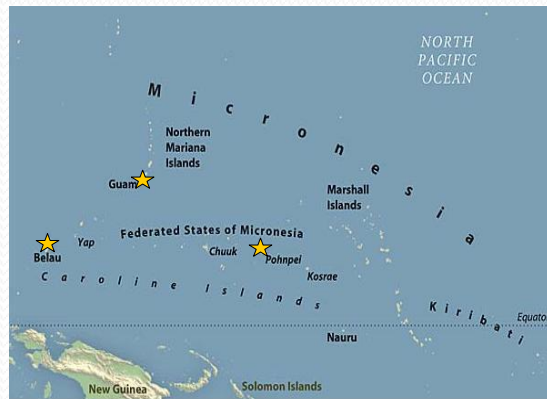 NORTH
PACIFIC
OCEAN
Micronesia
Northern
Mariana
Islands
Guam
Marshall
Islands
Federated States of Micronesia
Belau
Yap
Chuuk
Pohnpei
Kosrae
Caroline Islands
Kiribati
Equato
Nauru
New Guinea
Solomon Islands